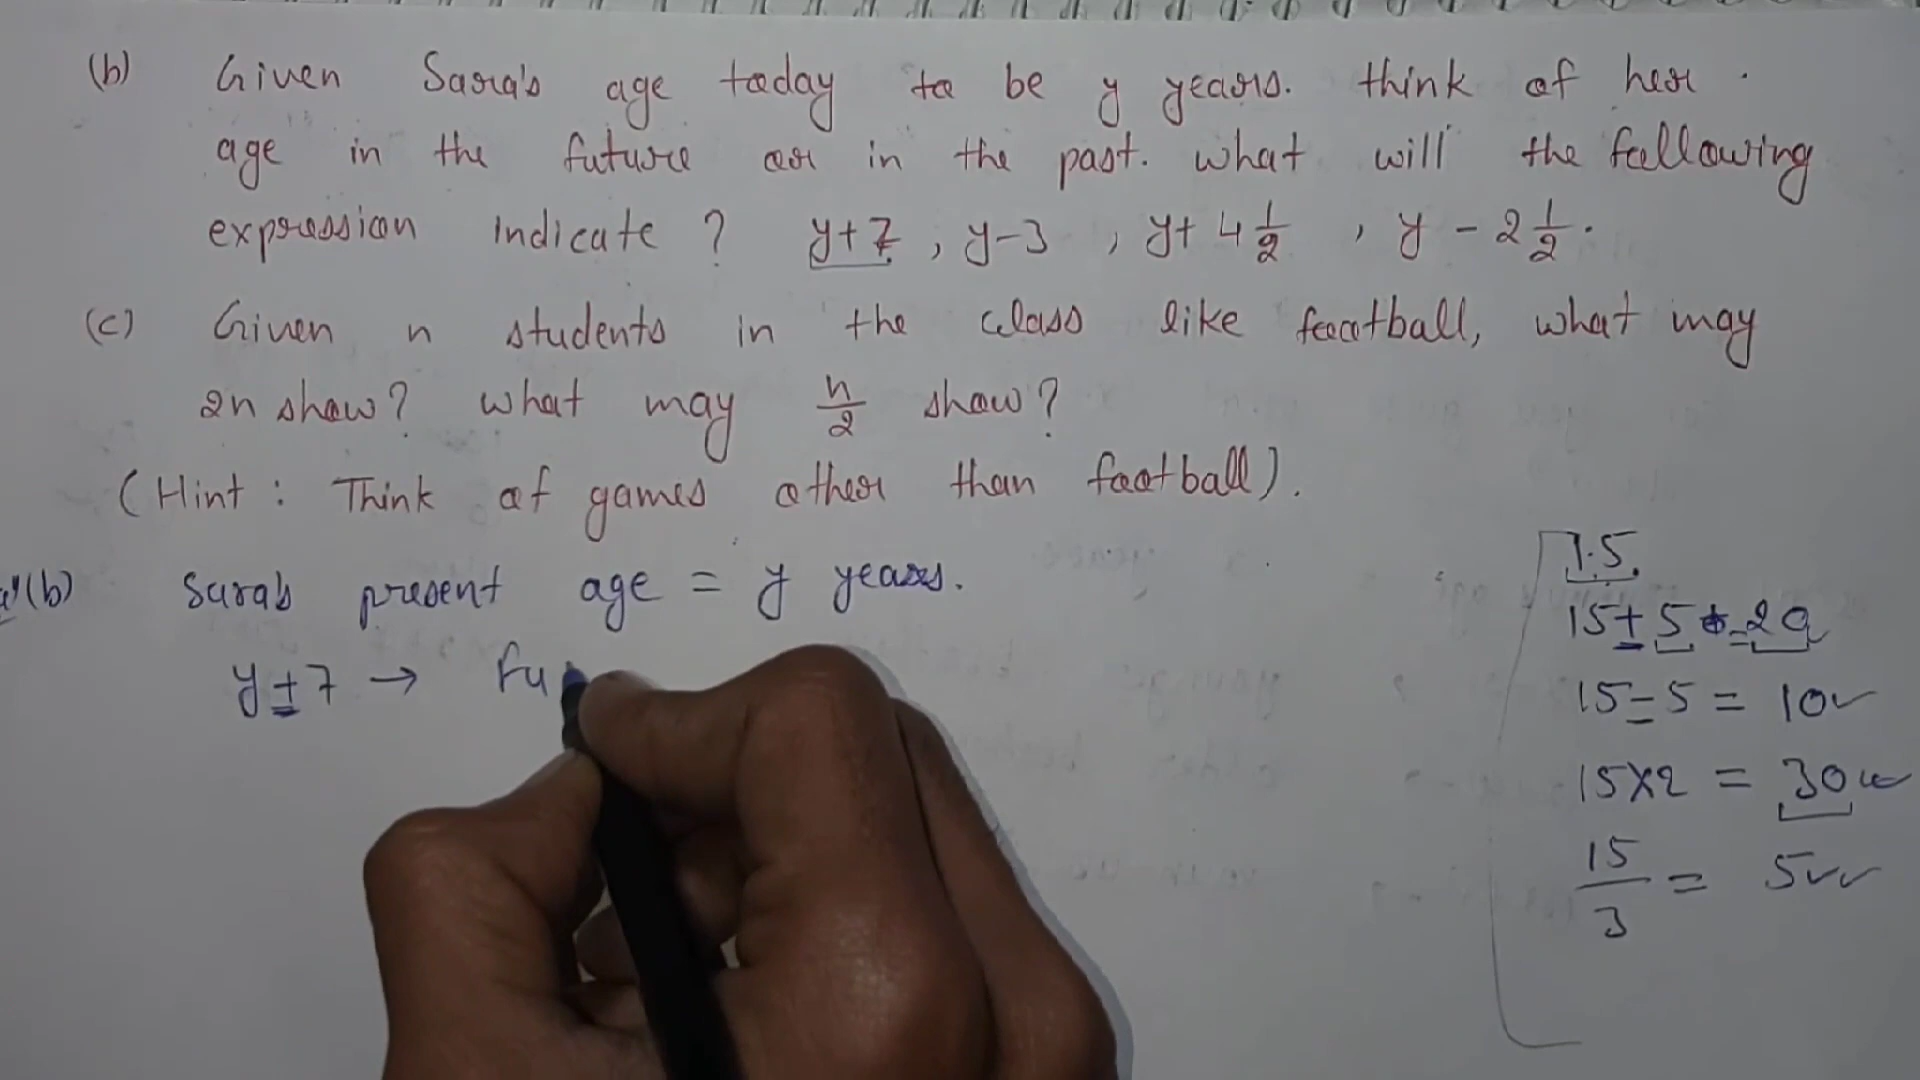 (b) Given Sara's age today to be y years. think of her
age in the future or in the past. what will the following
expression indicate ? y+7 , y-3 , y+ 4 1/2 , y - 2 1/2 .
(c) Given n students in the class like football, what may
2n show? what may n/2 show?
(Hint : Think of games other than football).
(b) Sara's present age = y years.
y+7 → fu
15
15+5=20
15-5 = 10
15×2 = 30
15/3 = 5